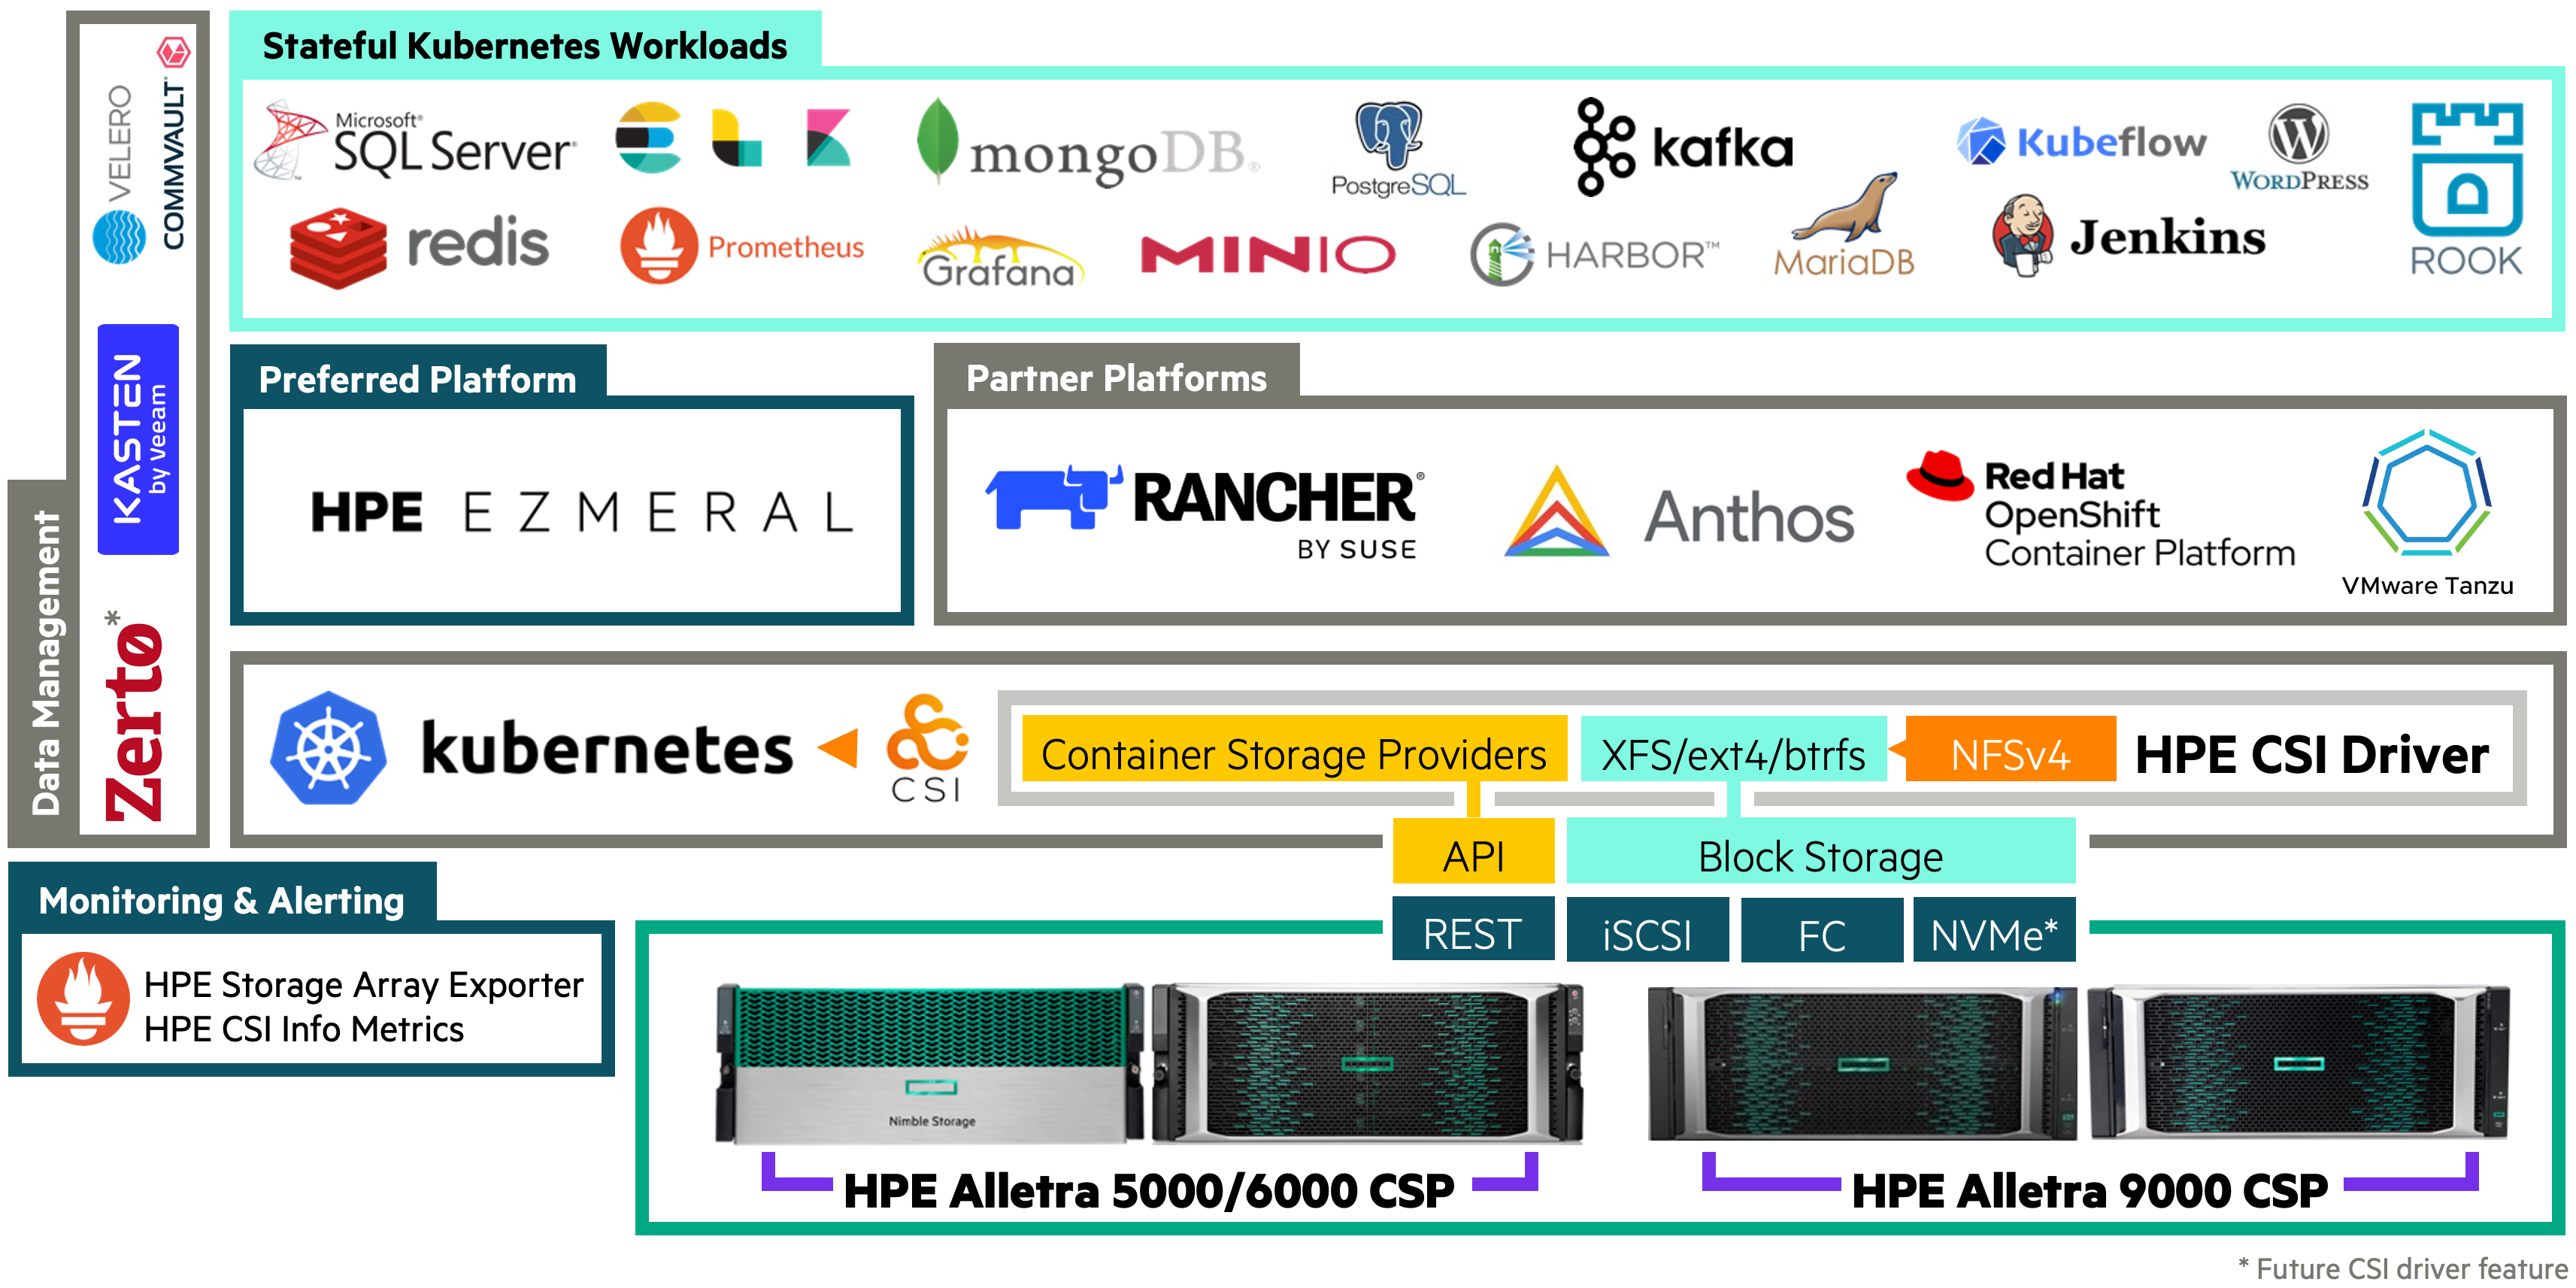 Stateful Kubernetes Workloads
Microsoft®
SQL Server®
mongoDB®
PostgreSQL
kafka
Kubeflow
WORDPRESS
ROOK
redis
Prometheus
Grafana
MINIO
HARBOR™
MariaDB
Jenkins
VELERO
COMMVAULT
KASTEN
by Veeam
Zerto*
Data Management
Preferred Platform
HPE EZMERAL
Partner Platforms
RANCHER®
BY SUSE
Anthos
Red Hat
OpenShift
Container Platform
VMware Tanzu
kubernetes
CSI
Container Storage Providers
XFS/ext4/btrfs
NFSv4
HPE CSI Driver
API
Block Storage
REST
iSCSI
FC
NVMe*
Monitoring & Alerting
HPE Storage Array Exporter
HPE CSI Info Metrics
Nimble Storage
HPE Alletra 5000/6000 CSP
HPE Alletra 9000 CSP
* Future CSI driver feature